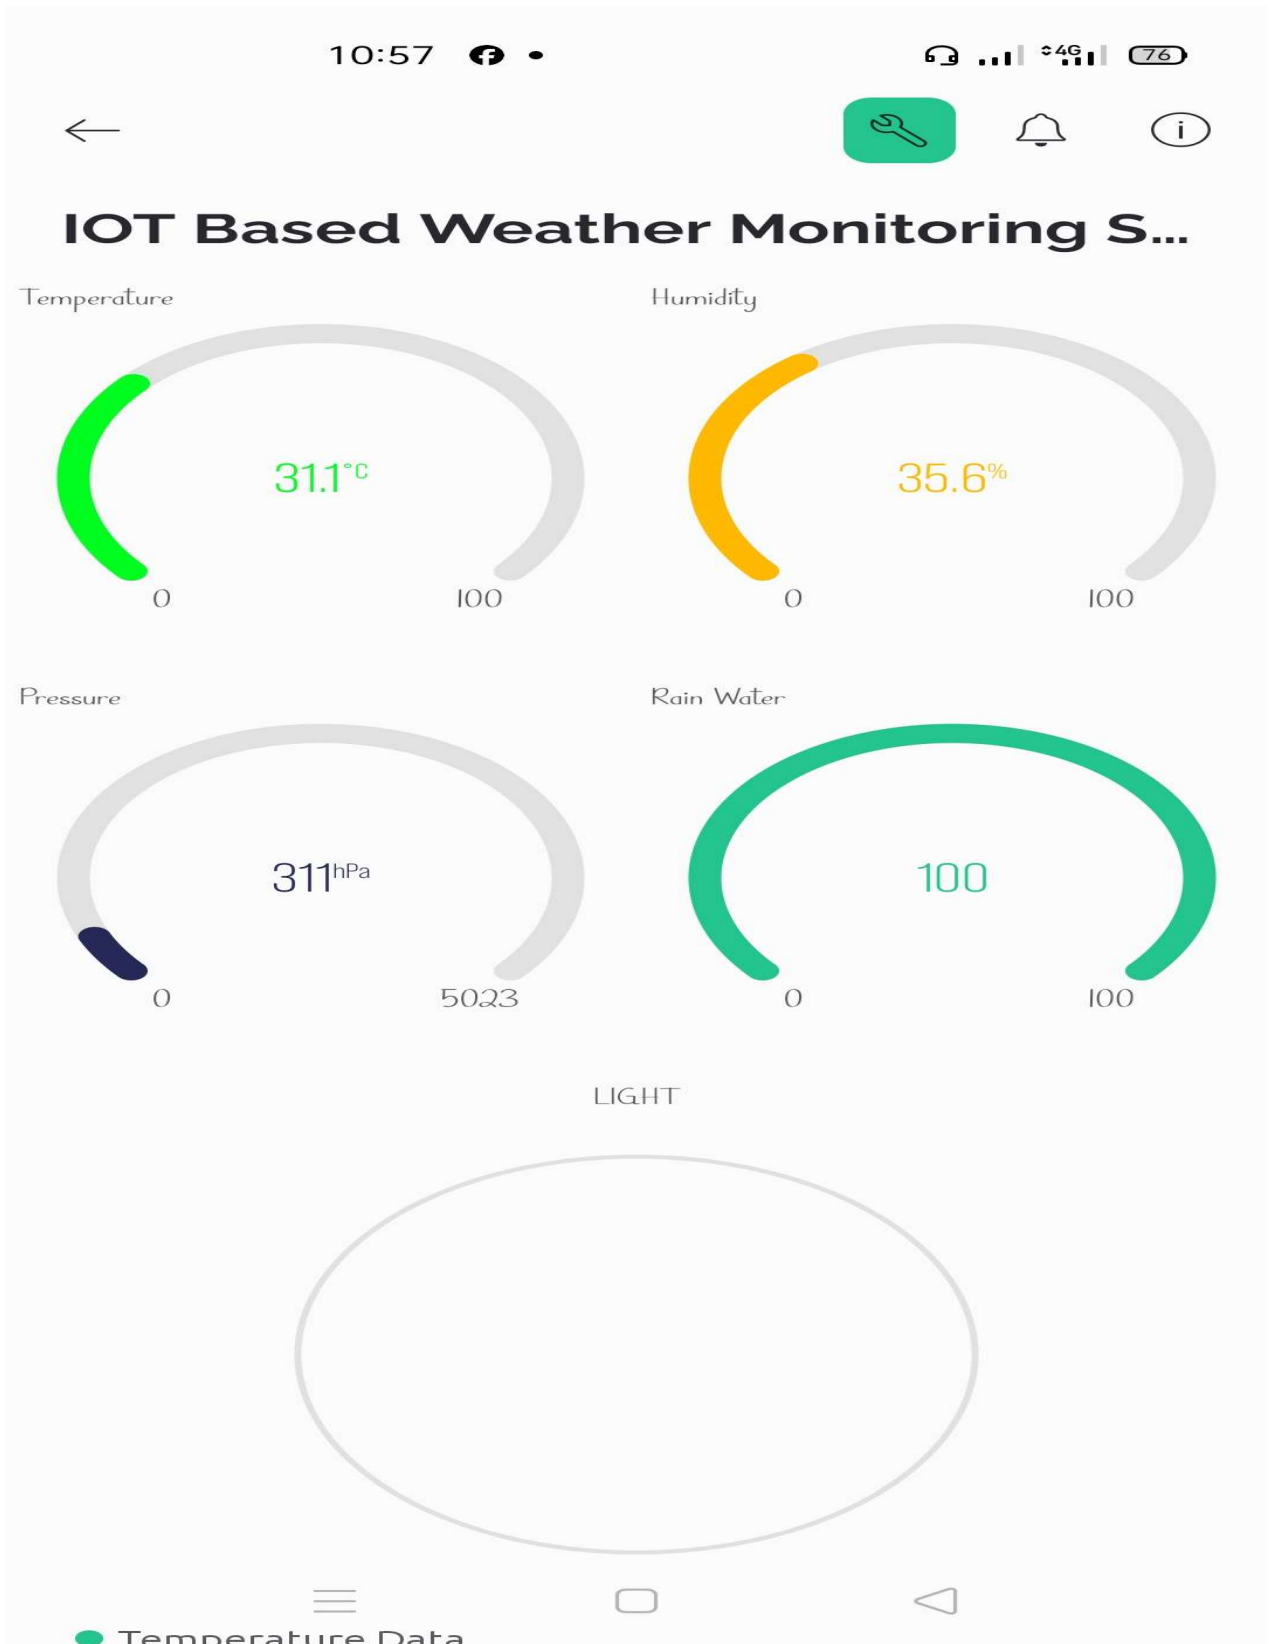 10:57 4G 76
IOT Based Weather Monitoring S...
Temperature Humidity
31.1°C 35.6%
0 100 0 100
Pressure Rain Water
311hPa 100
0 5023 0 100
LIGHT
Temperature Data